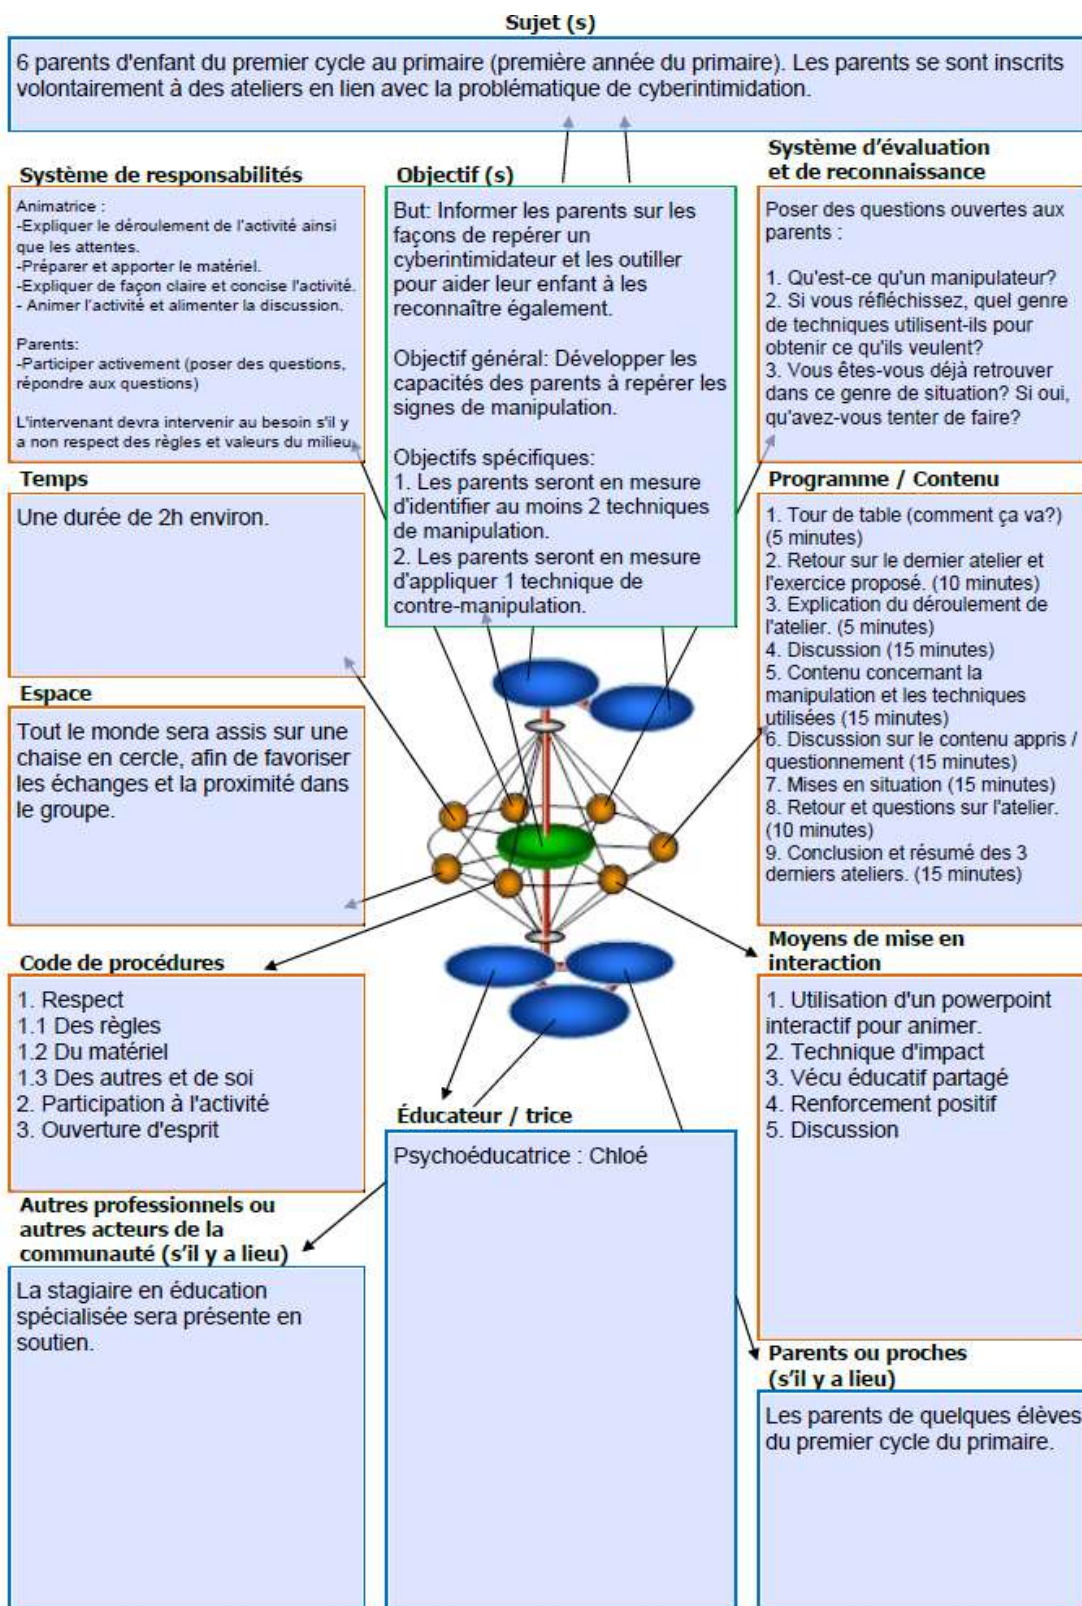 Sujet (s)
6 parents d'enfant du premier cycle au primaire (première année du primaire). Les parents se sont inscrits
volontairement à des ateliers en lien avec la problématique de cyberintimidation.
Système de responsabilités
Animatrice :
-Expliquer le déroulement de l'activité ainsi
que les attentes.
-Préparer et apporter le matériel.
-Expliquer de façon claire et concise l'activité.
- Animer l'activité et alimenter la discussion.
Parents:
-Participer activement (poser des questions,
répondre aux questions)
L'intervenant devra intervenir au besoin s'il y
a non respect des règles et valeurs du milieu
Objectif (s)
But: Informer les parents sur les
façons de repérer un
cyberintimidateur et les outiller
pour aider leur enfant à les
reconnaître également.
Objectif général: Développer les
capacités des parents à repérer les
signes de manipulation.
Objectifs spécifiques:
1. Les parents seront en mesure
d'identifier au moins 2 techniques
de manipulation.
2. Les parents seront en mesure
d'appliquer 1 technique de
contre-manipulation.
Système d'évaluation
et de reconnaissance
Poser des questions ouvertes aux
parents :
1. Qu'est-ce qu'un manipulateur?
2. Si vous réfléchissez, quel genre
de techniques utilisent-ils pour
obtenir ce qu'ils veulent?
3. Vous êtes-vous déjà retrouver
dans ce genre de situation? Si oui,
qu'avez-vous tenter de faire?
Temps
Une durée de 2h environ.
Programme / Contenu
1. Tour de table (comment ça va?)
(5 minutes)
2. Retour sur le dernier atelier et
l'exercice proposé. (10 minutes)
3. Explication du déroulement de
l'atelier. (5 minutes)
4. Discussion (15 minutes)
5. Contenu concernant la
manipulation et les techniques
utilisées (15 minutes)
6. Discussion sur le contenu appris /
questionnement (15 minutes)
7. Mises en situation (15 minutes)
8. Retour et questions sur l'atelier.
(10 minutes)
9. Conclusion et résumé des 3
derniers ateliers. (15 minutes)
Espace
Tout le monde sera assis sur une
chaise en cercle, afin de favoriser
les échanges et la proximité dans
le groupe.
Code de procédures
1. Respect
1.1 Des règles
1.2 Du matériel
1.3 Des autres et de soi
2. Participation à l'activité
3. Ouverture d'esprit
Moyens de mise en
interaction
1. Utilisation d'un powerpoint
interactif pour animer.
2. Technique d'impact
3. Vécu éducatif partagé
4. Renforcement positif
5. Discussion
Éducateur / trice
Psychoéducatrice : Chloé
Autres professionnels ou
autres acteurs de la
communauté (s'il y a lieu)
La stagiaire en éducation
spécialisée sera présente en
soutien.
Parents ou proches
(s'il y a lieu)
Les parents de quelques élèves
du premier cycle du primaire.